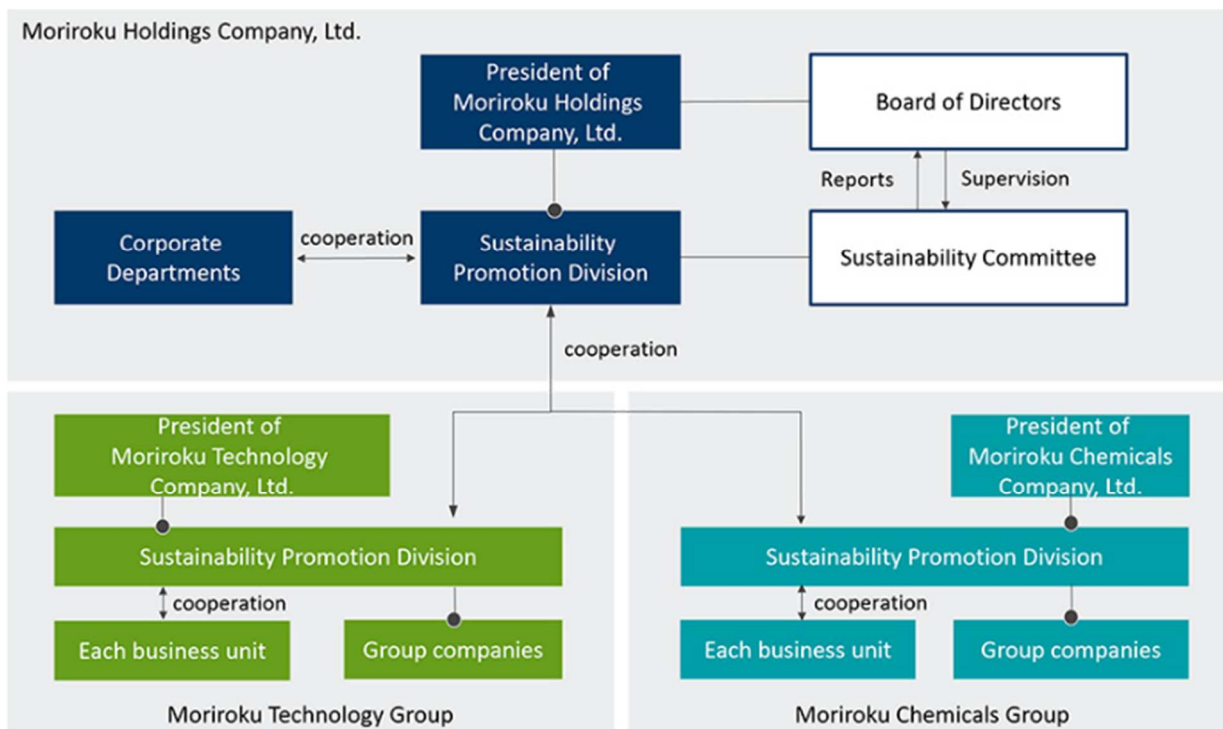 Moriroku Holdings Company, Ltd.
President of
Moriroku Holdings
Company, Ltd.
Board of Directors
Reports
Supervision
Corporate
Departments
cooperation
Sustainability
Promotion Division
Sustainability Committee
cooperation
President of
Moriroku Technology
Company, Ltd.
Sustainability Promotion Division
cooperation
Each business unit
Group companies
Moriroku Technology Group
President of
Moriroku Chemicals
Company, Ltd.
Sustainability Promotion Division
cooperation
Each business unit
Group companies
Moriroku Chemicals Group